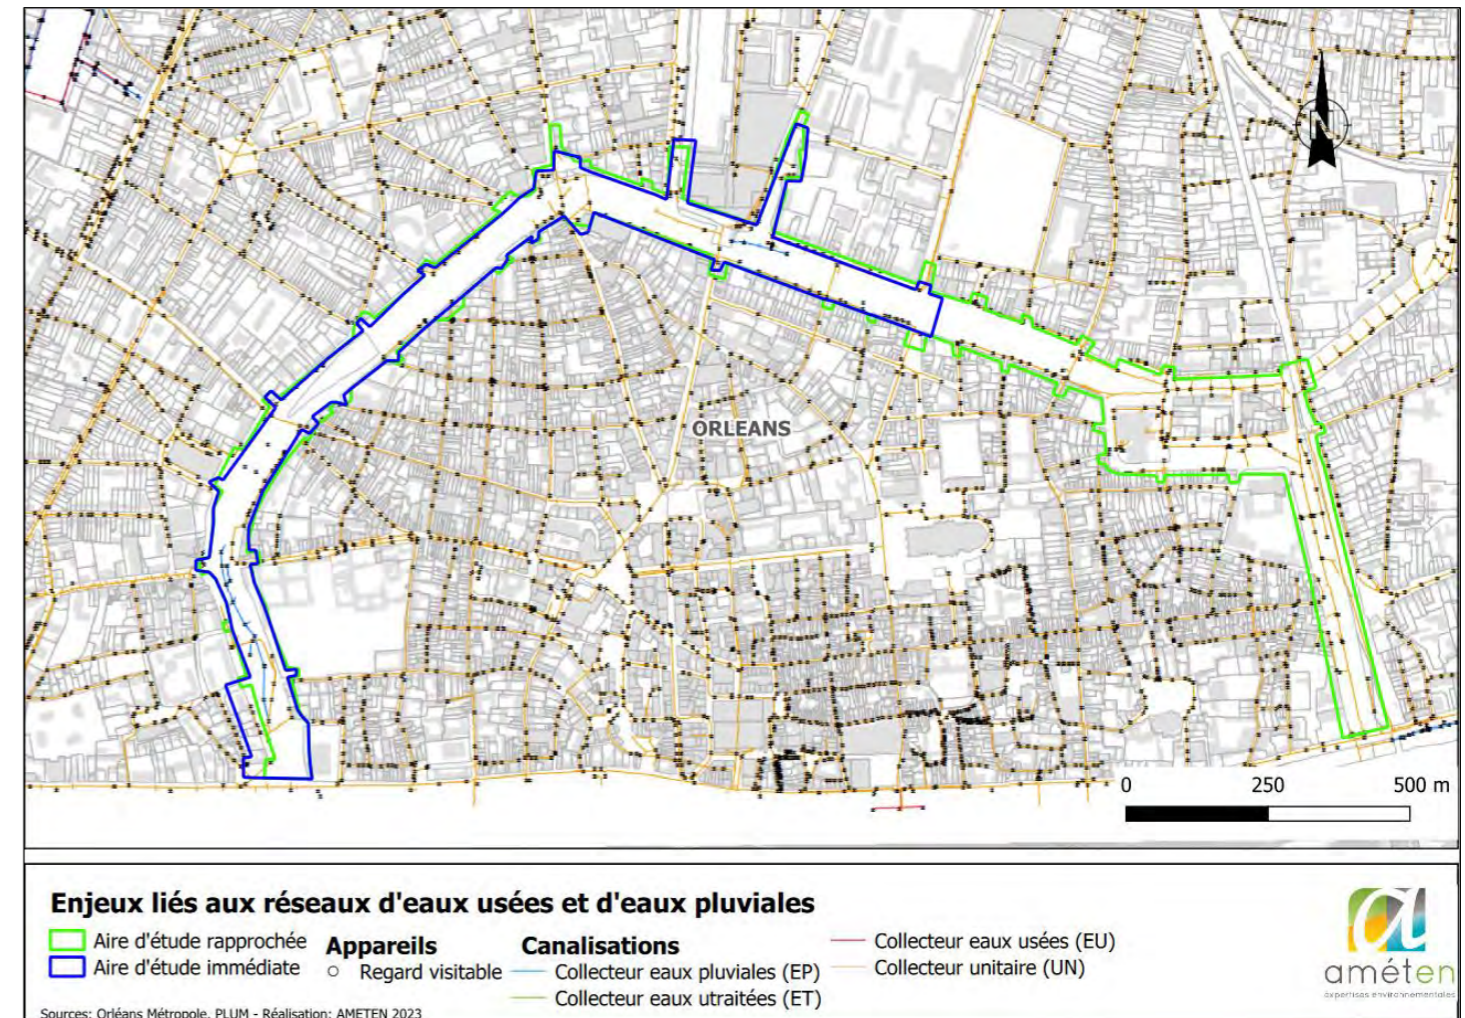 ORLEANS
N
0 250 500 m
Enjeux liés aux réseaux d'eaux usées et d'eaux pluviales
Aire d'étude rapprochée
Aire d'étude immédiate
Appareils
Regard visitable
Canalisations
Collecteur eaux pluviales (EP)
Collecteur eaux utraitées (ET)
Collecteur eaux usées (EU)
Collecteur unitaire (UN)
a
améten
expertises environnementales
Sources: Orléans Métropole, PLUM - Réalisation: AMETEN 2023